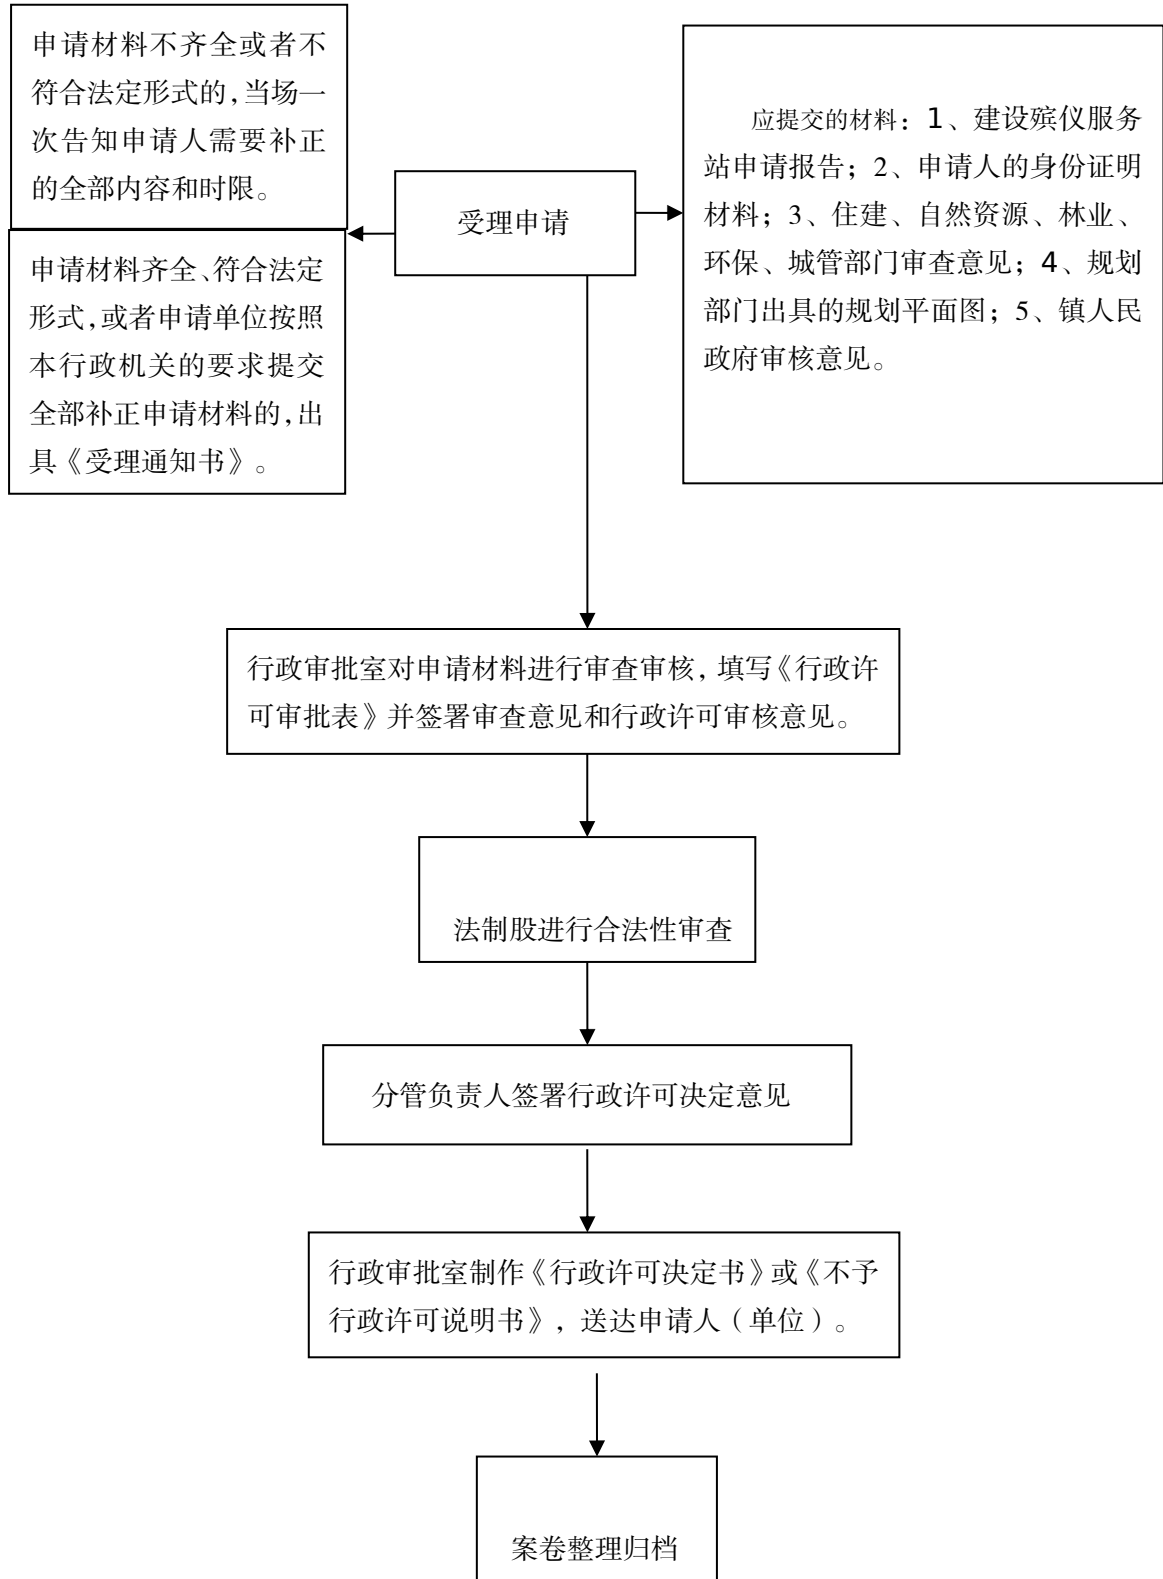 申请材料不齐全或者不
符合法定形式的,当场一
次告知申请人需要补正
的全部内容和时限。
申请材料齐全、符合法定
形式,或者申请单位按照
本行政机关的要求提交
全部补正申请材料的,出
具《受理通知书》。
受理申请
应提交的材料：1、建设殡仪服务
站申请报告；2、申请人的身份证明
材料；3、住建、自然资源、林业、
环保、城管部门审查意见；4、规划
部门出具的规划平面图；5、镇人民
政府审核意见。
行政审批室对申请材料进行审查审核,填写《行政许
可审批表》并签署审查意见和行政许可审核意见。
法制股进行合法性审查
分管负责人签署行政许可决定意见
行政审批室制作《行政许可决定书》或《不予
行政许可说明书》,送达申请人（单位）。
案卷整理归档